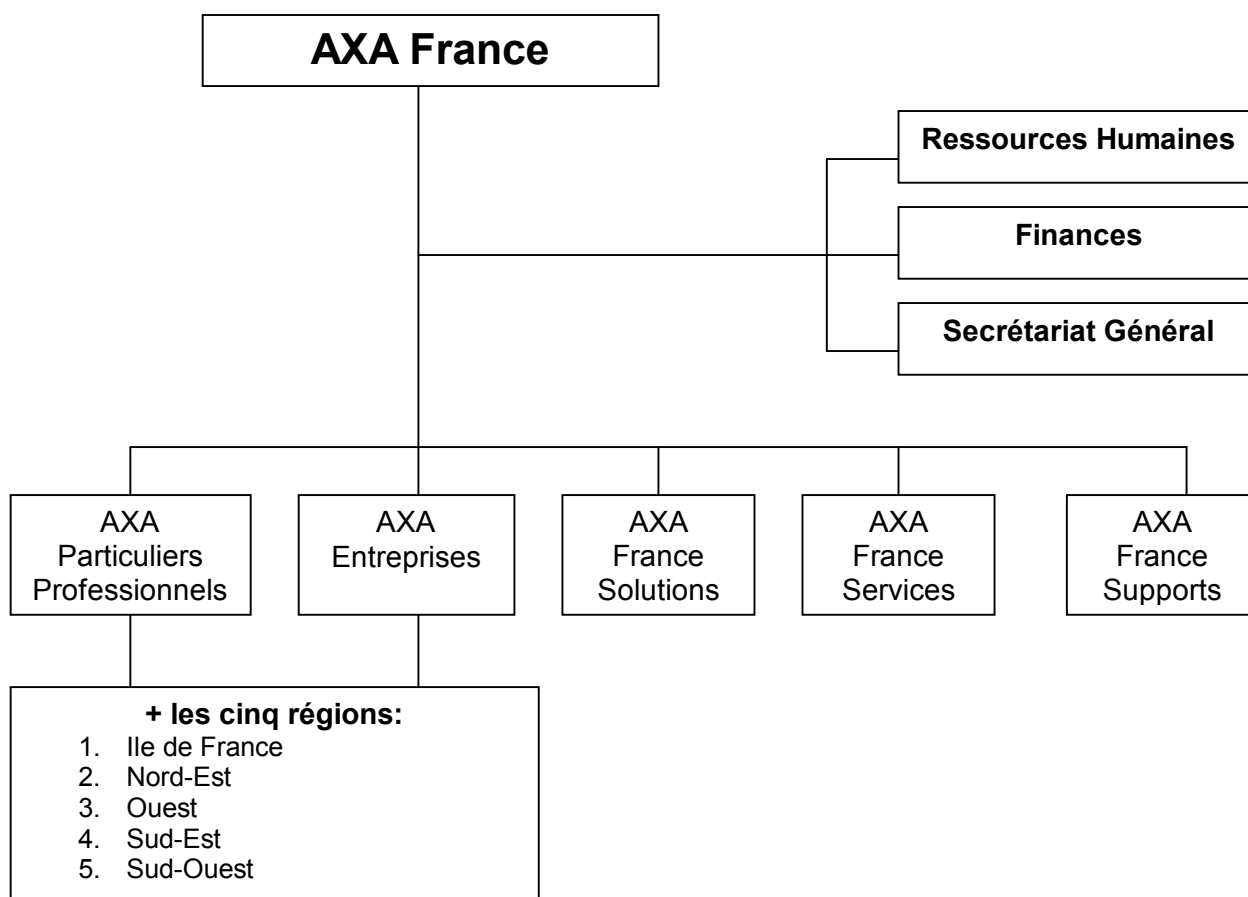 AXA France
Ressources Humaines
Finances
Secrétariat Général
AXA
Particuliers
Professionnels
AXA
Entreprises
AXA
France
Solutions
AXA
France
Services
AXA
France
Supports
+ les cinq régions:
1. Ile de France
2. Nord-Est
3. Ouest
4. Sud-Est
5. Sud-Ouest